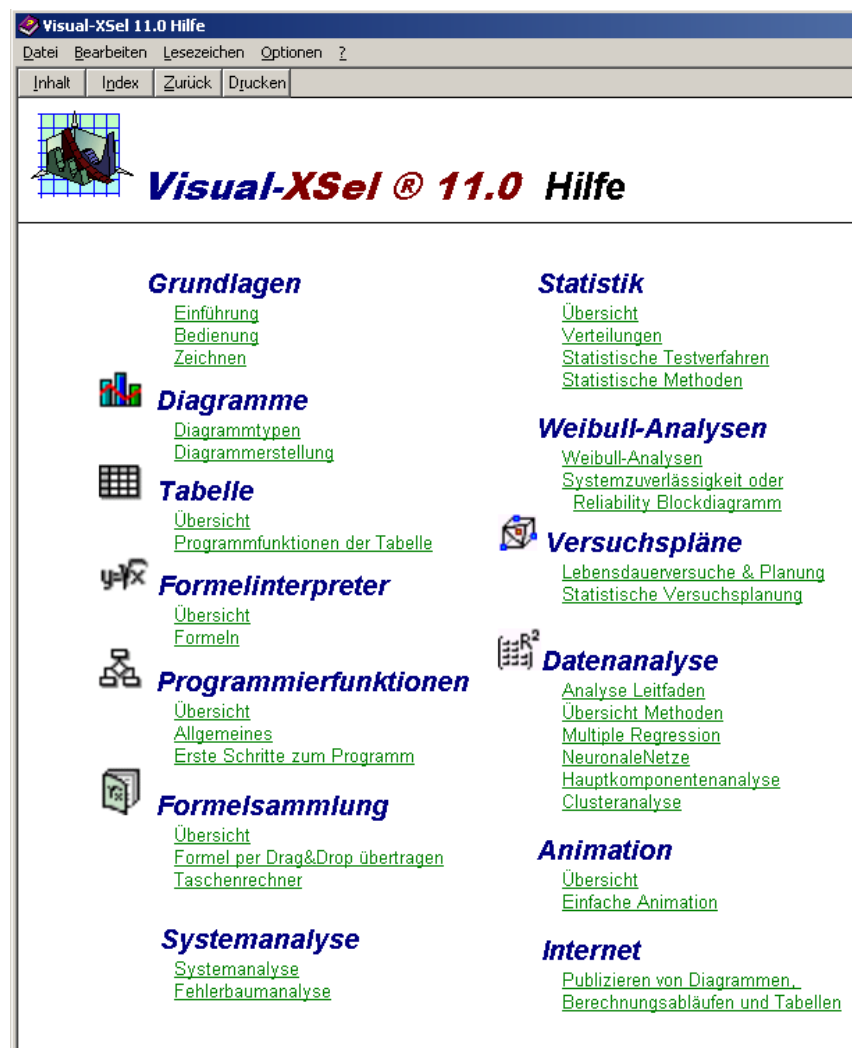 Visual-XSel 11.0 Hilfe
Datei Bearbeiten Lesezeichen Optionen ?
Inhalt Index Zurück Drucken
Visual-XSel ® 11.0 Hilfe
Grundlagen
Einführung
Bedienung
Zeichnen
Diagramme
Diagrammtypen
Diagrammerstellung
Tabelle
Übersicht
Programmfunktionen der Tabelle
y=√x
Formelinterpreter
Übersicht
Formeln
Programmierfunktionen
Übersicht
Allgemeines
Erste Schritte zum Programm
Formelsammlung
Übersicht
Formel per Drag&Drop übertragen
Taschenrechner
Systemanalyse
Systemanalyse
Fehlerbaumanalyse
Statistik
Übersicht
Verteilungen
Statistische Testverfahren
Statistische Methoden
Weibull-Analysen
Weibull-Analysen
Systemzuverlässigkeit oder
Reliability Blockdiagramm
Versuchspläne
Lebensdauerversuche & Planung
Statistische Versuchsplanung
R²
Datenanalyse
Analyse Leitfaden
Übersicht Methoden
Multiple Regression
NeuronaleNetze
Hauptkomponentenanalyse
Clusteranalyse
Animation
Übersicht
Einfache Animation
Internet
Publizieren von Diagrammen,
Berechnungsabläufen und Tabellen